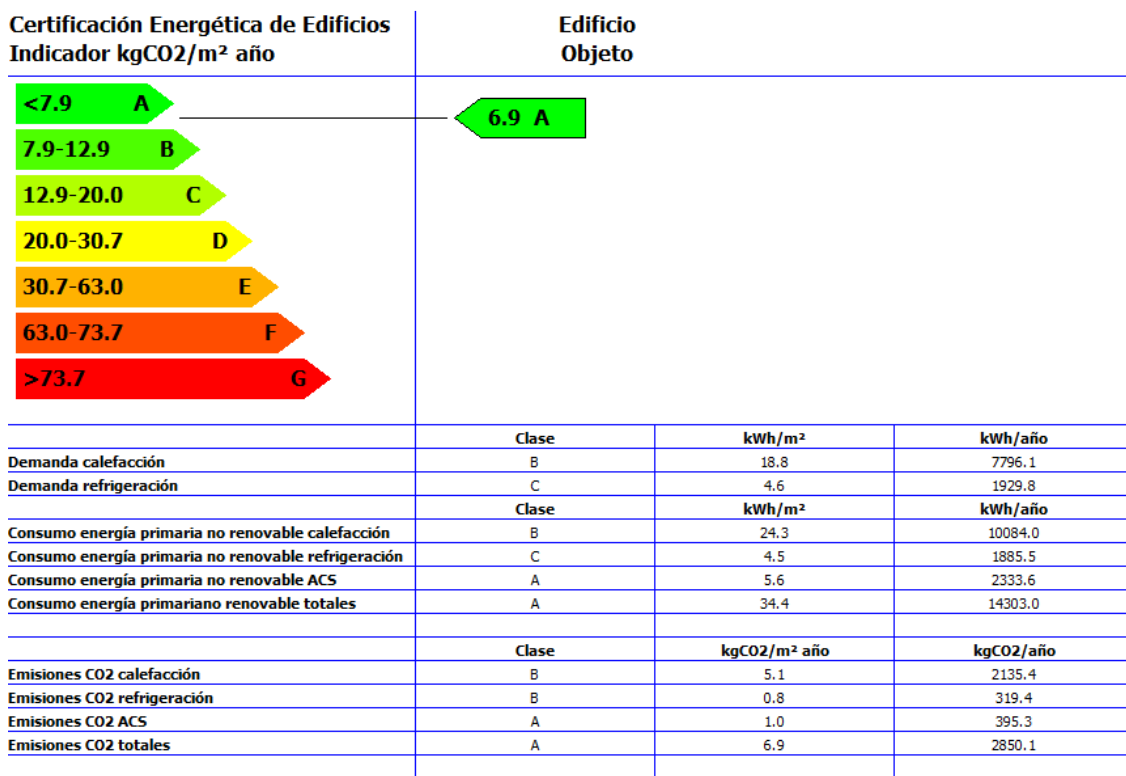 Certificación Energética de Edificios
Indicador kgCO2/m² año
Edificio
Objeto
<7.9 A
6.9 A
7.9-12.9 B
12.9-20.0 C
20.0-30.7 D
30.7-63.0 E
63.0-73.7 F
>73.7 G
Clase kWh/m² kWh/año
Demanda calefacción B 18.8 7796.1
Demanda refrigeración C 4.6 1929.8
Clase kWh/m² kWh/año
Consumo energía primaria no renovable calefacción B 24.3 10084.0
Consumo energía primaria no renovable refrigeración C 4.5 1885.5
Consumo energía primaria no renovable ACS A 5.6 2333.6
Consumo energía primariano renovable totales A 34.4 14303.0
Clase kgCO2/m² año kgCO2/año
Emisiones CO2 calefacción B 5.1 2135.4
Emisiones CO2 refrigeración B 0.8 319.4
Emisiones CO2 ACS A 1.0 395.3
Emisiones CO2 totales A 6.9 2850.1